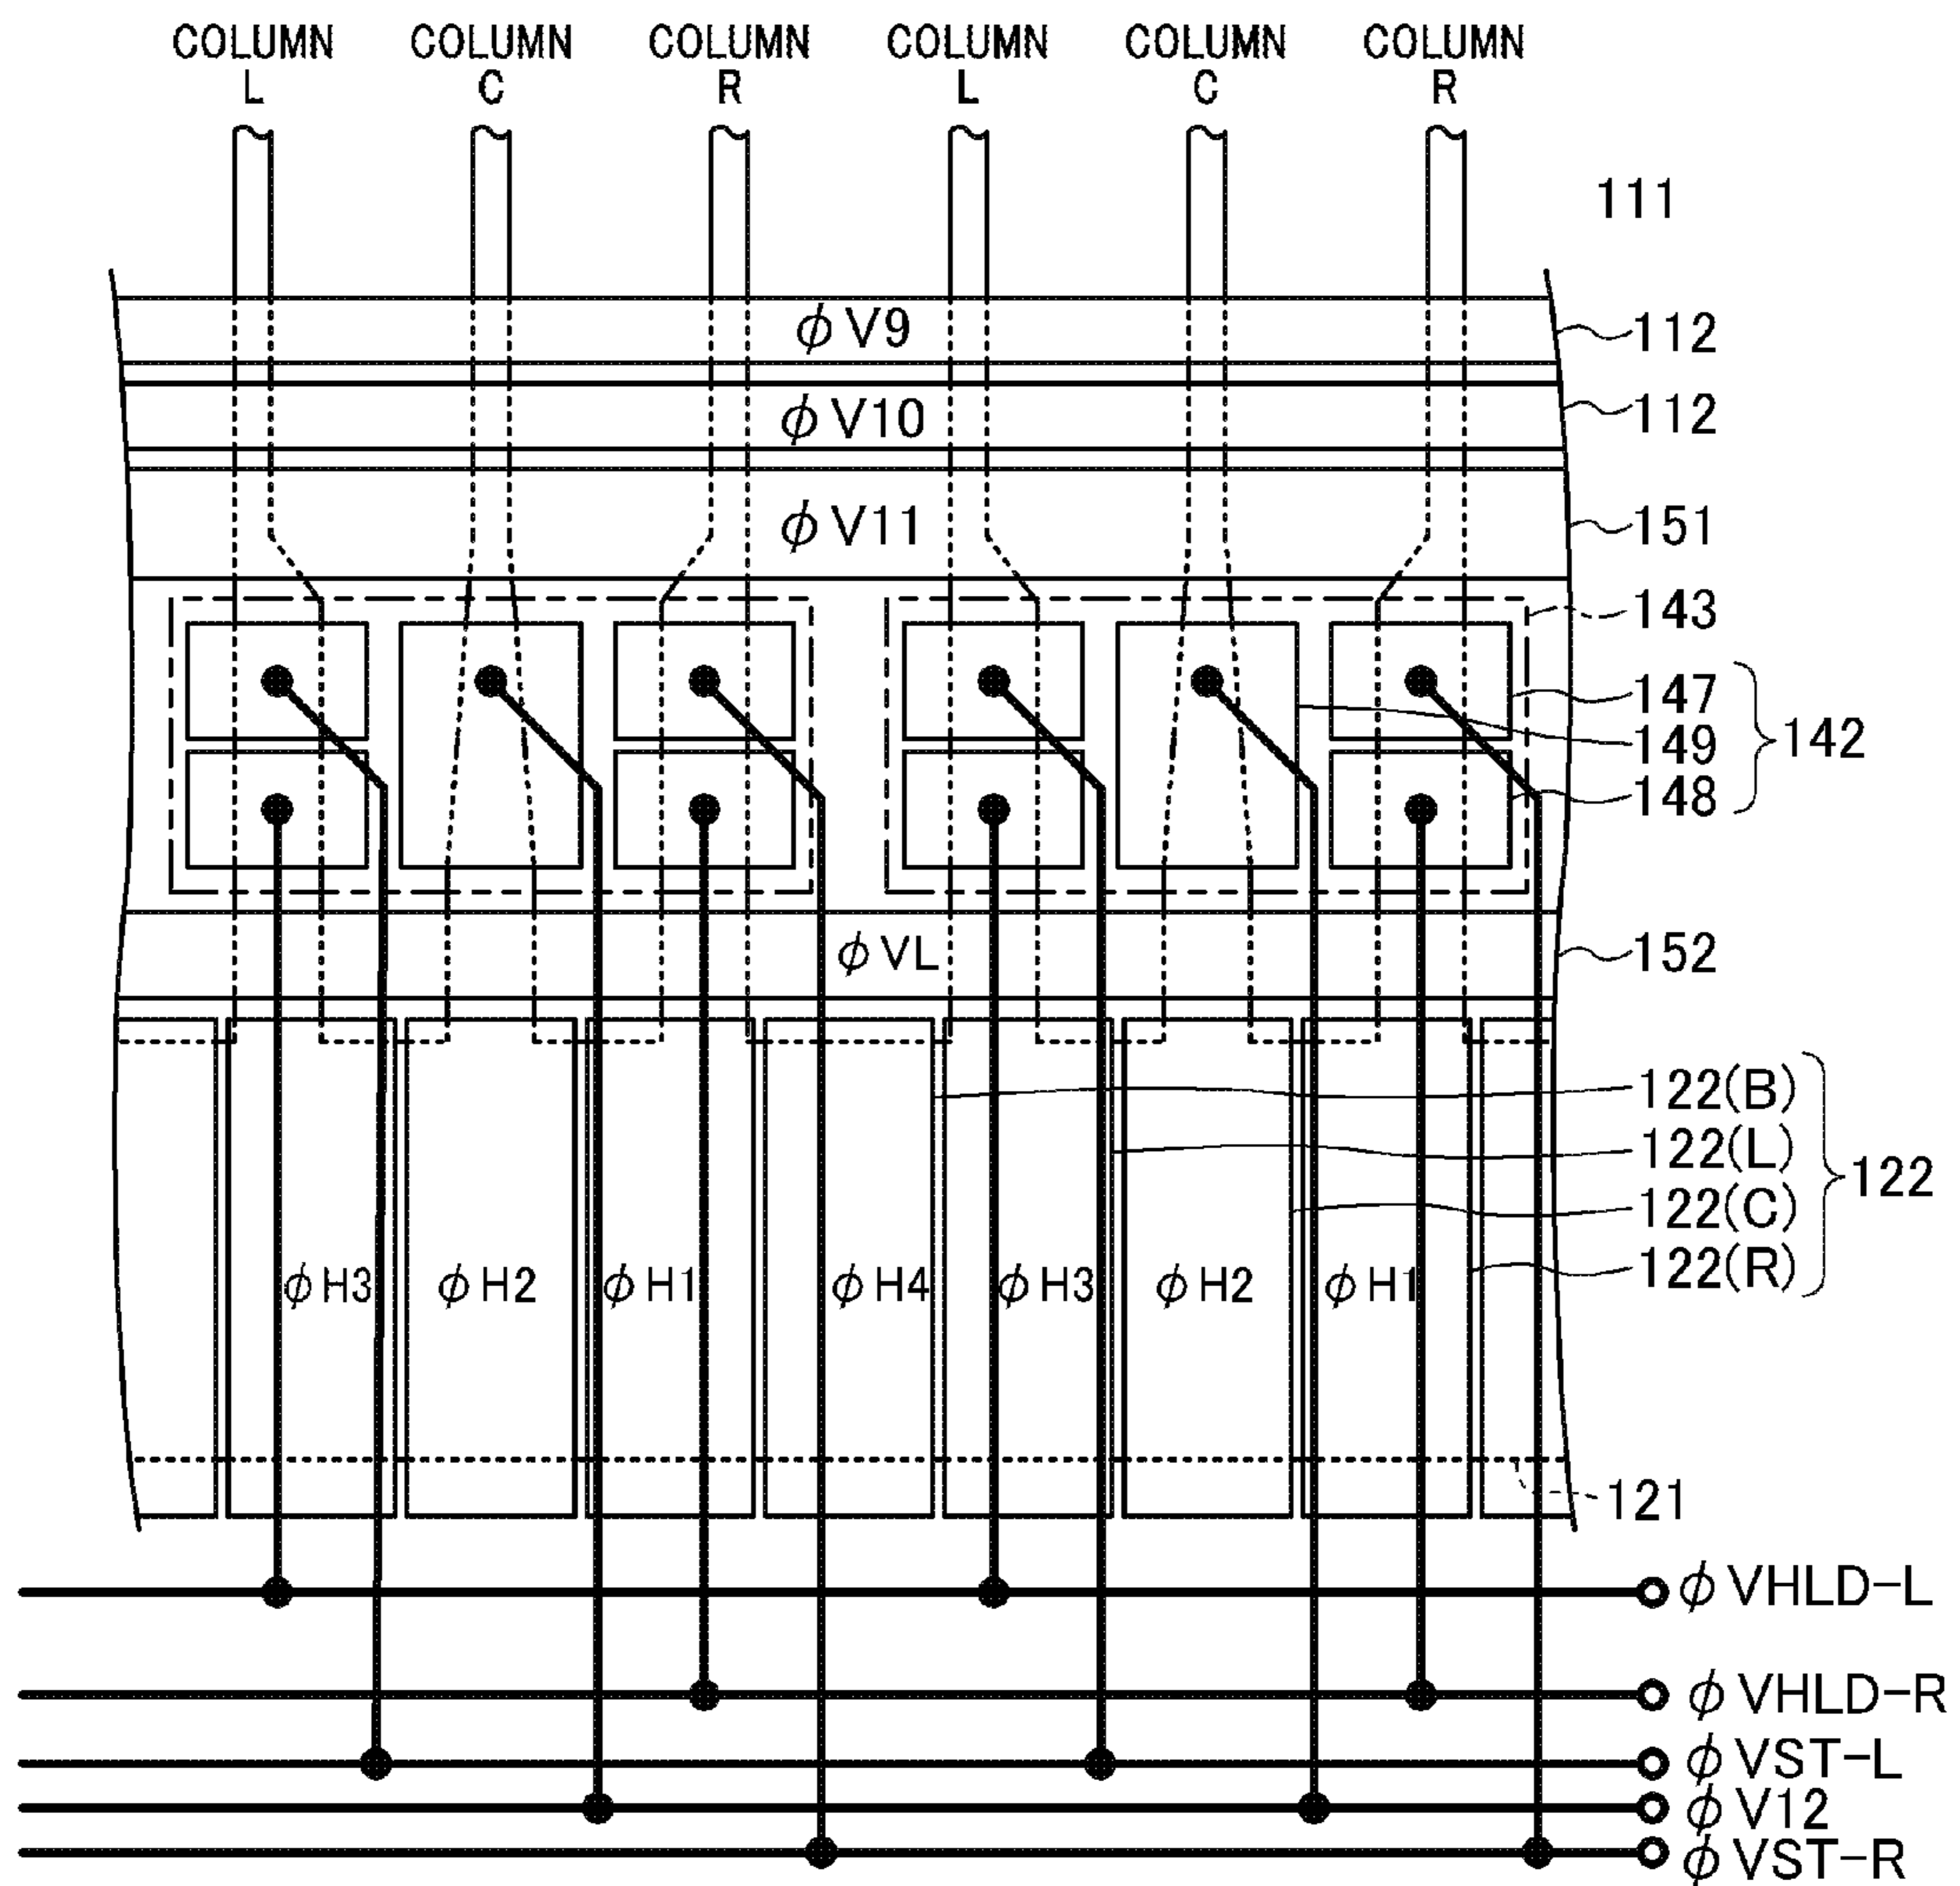 COLUMN COLUMN COLUMN COLUMN COLUMN COLUMN
L C R L C R
111
φV9 112
φV10 112
φV11 151
143
147
149 142
148
φVL 152
122(B)
122(L)
122(C) 122
122(R)
φH3 φH2 φH1 φH4 φH3 φH2 φH1
121
φVHLD-L
φVHLD-R
φVST-L
φV12
φVST-R